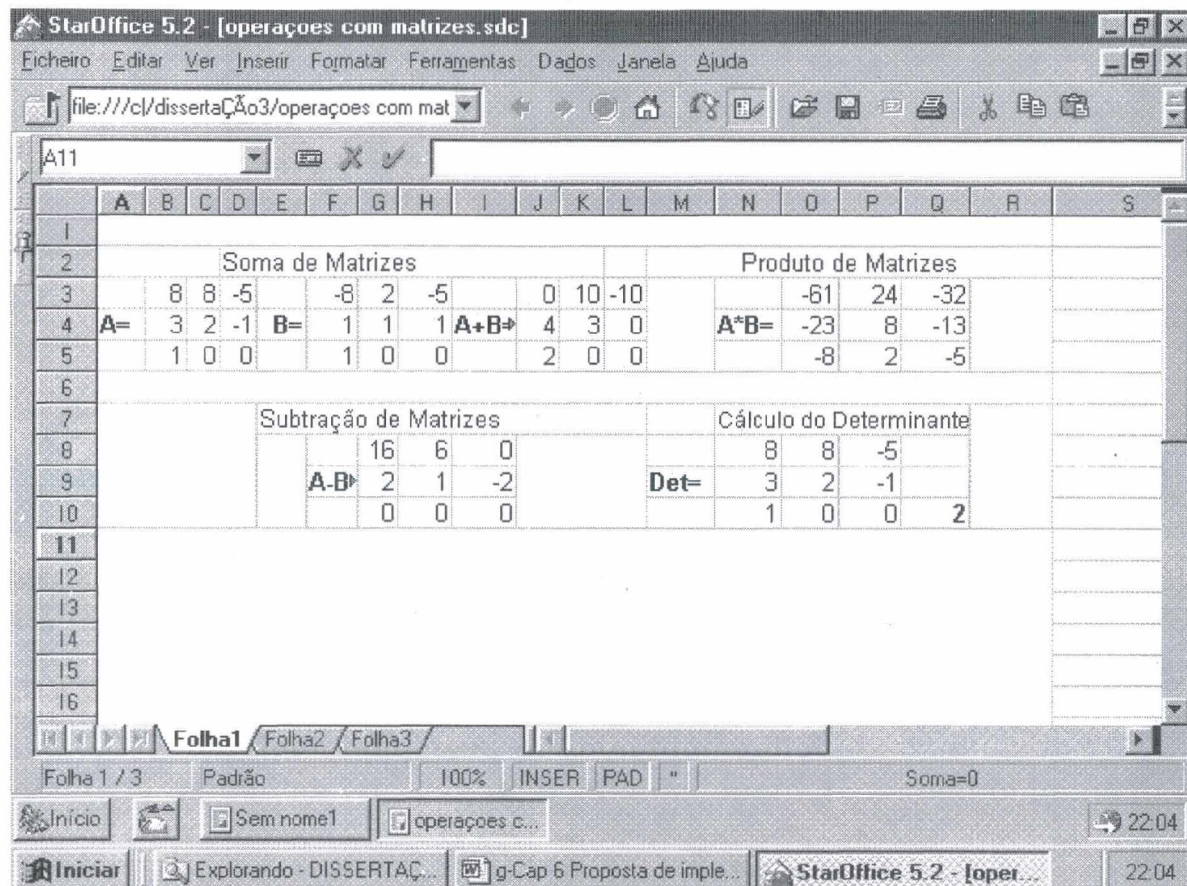 StarOffice 5.2 - [operaçoes com matrizes.sdc]
Ficheiro Editar Ver Inserir Formatar Ferramentas Dados Janela Ajuda
file:///c|/dissertaÇÃo3/operaçoes com mat
A11
A B C D E F G H I J K L M N O P Q R S
1
2 Soma de Matrizes Produto de Matrizes
3 8 8 -5 -8 2 -5 0 10 -10 -61 24 -32
4 A= 3 2 -1 B= 1 1 1 A+B 4 3 0 A*B= -23 8 -13
5 1 0 0 1 0 0 2 0 0 -8 2 -5
6
7 Subtração de Matrizes Cálculo do Determinante
8 16 6 0 8 8 -5
9 A-B 2 1 -2 Det= 3 2 -1
10 0 0 0 1 0 0 2
11
12
13
14
15
16
Folha1 Folha2 Folha3
Folha 1 / 3 Padrão 100% INSER PAD Soma=0
Início Sem nome1 operaçoes c... 22:04
Iniciar Explorando - DISSERTAÇ... g-Cap 6 Proposta de imple... StarOffice 5.2 - [oper... 22:04